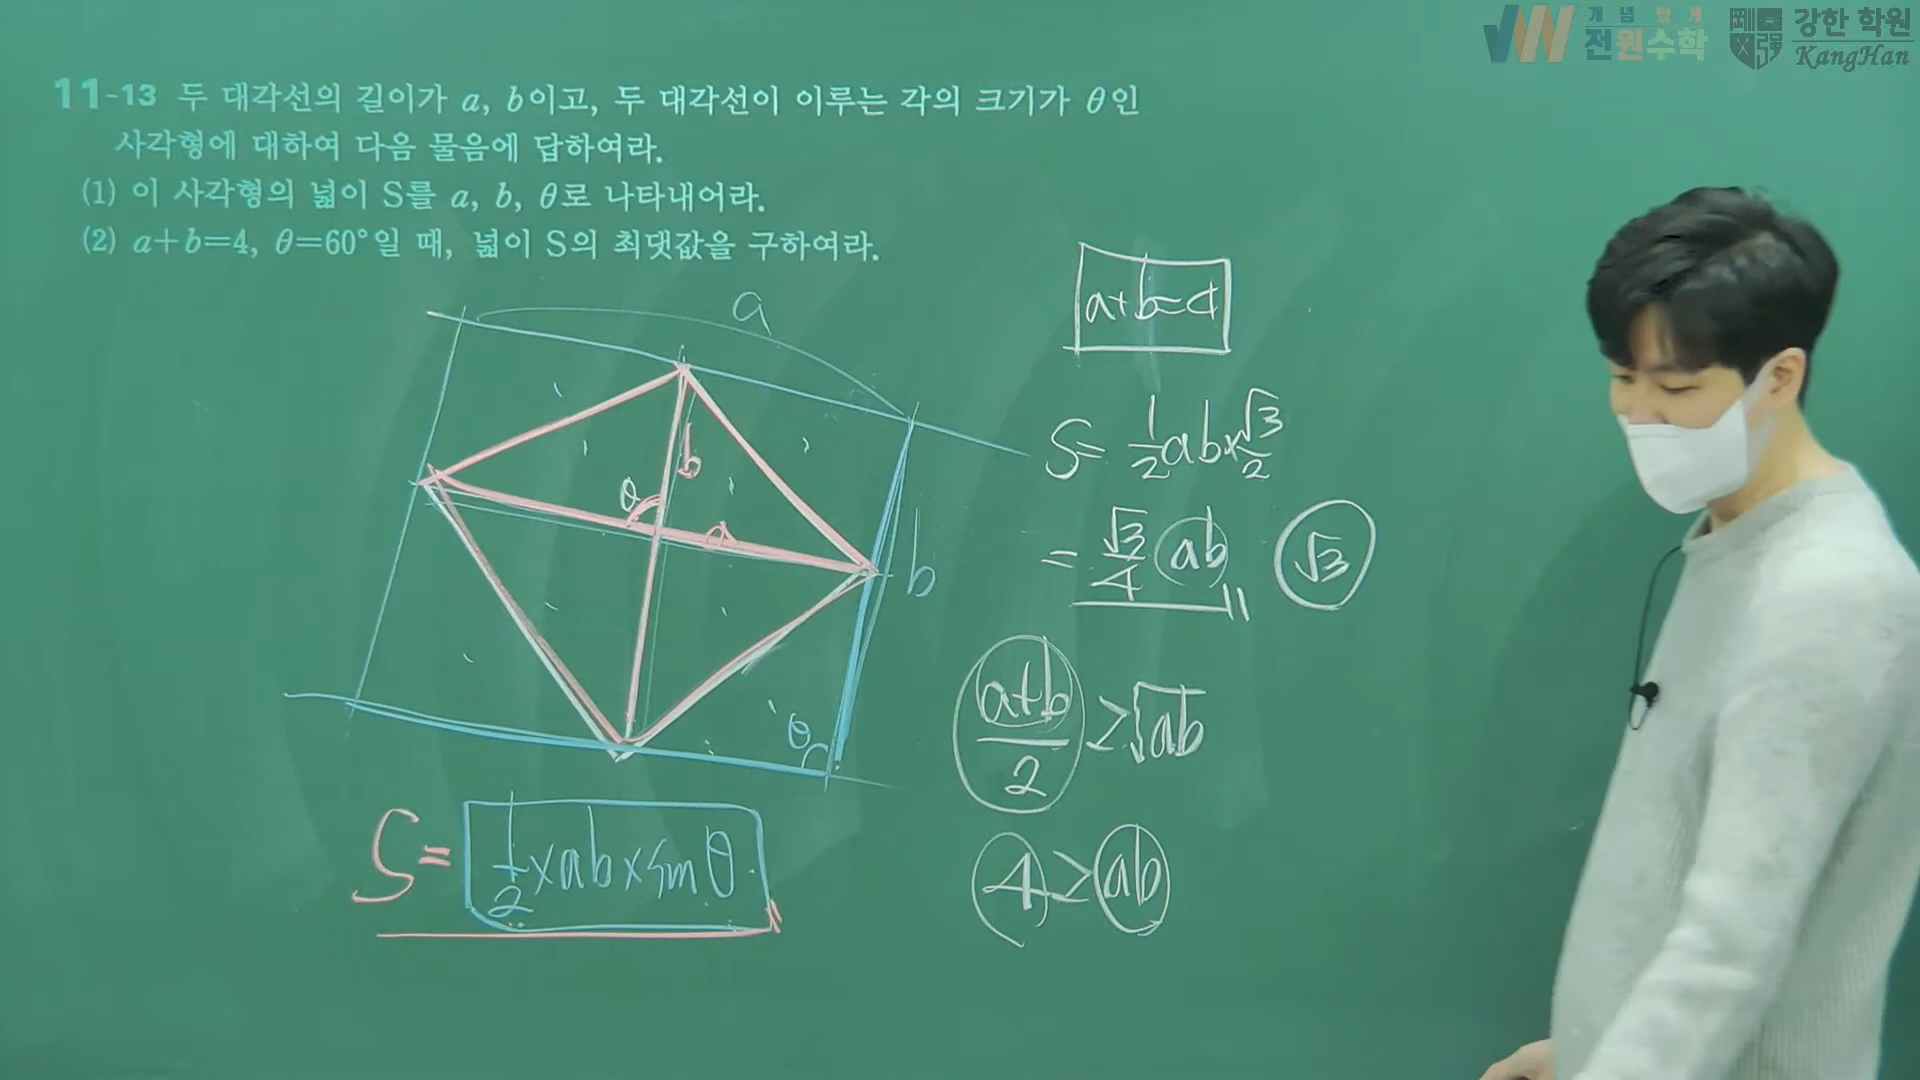 개념맞게
전원수학
강한 학원
KangHan
11-13 두 대각선의 길이가 a, b이고, 두 대각선이 이루는 각의 크기가 θ인
사각형에 대하여 다음 물음에 답하여라.
(1) 이 사각형의 넓이 S를 a, b, θ로 나타내어라.
(2) a+b=4, θ=60°일 때, 넓이 S의 최댓값을 구하여라.
a
b
θ
a
b
θ
S= 1/2 × ab × sin θ
a+b=4
S= 1/2 ab × √3/2
= √3/4 ab √3
a+b/2 ≥ √ab
4 ≥ ab